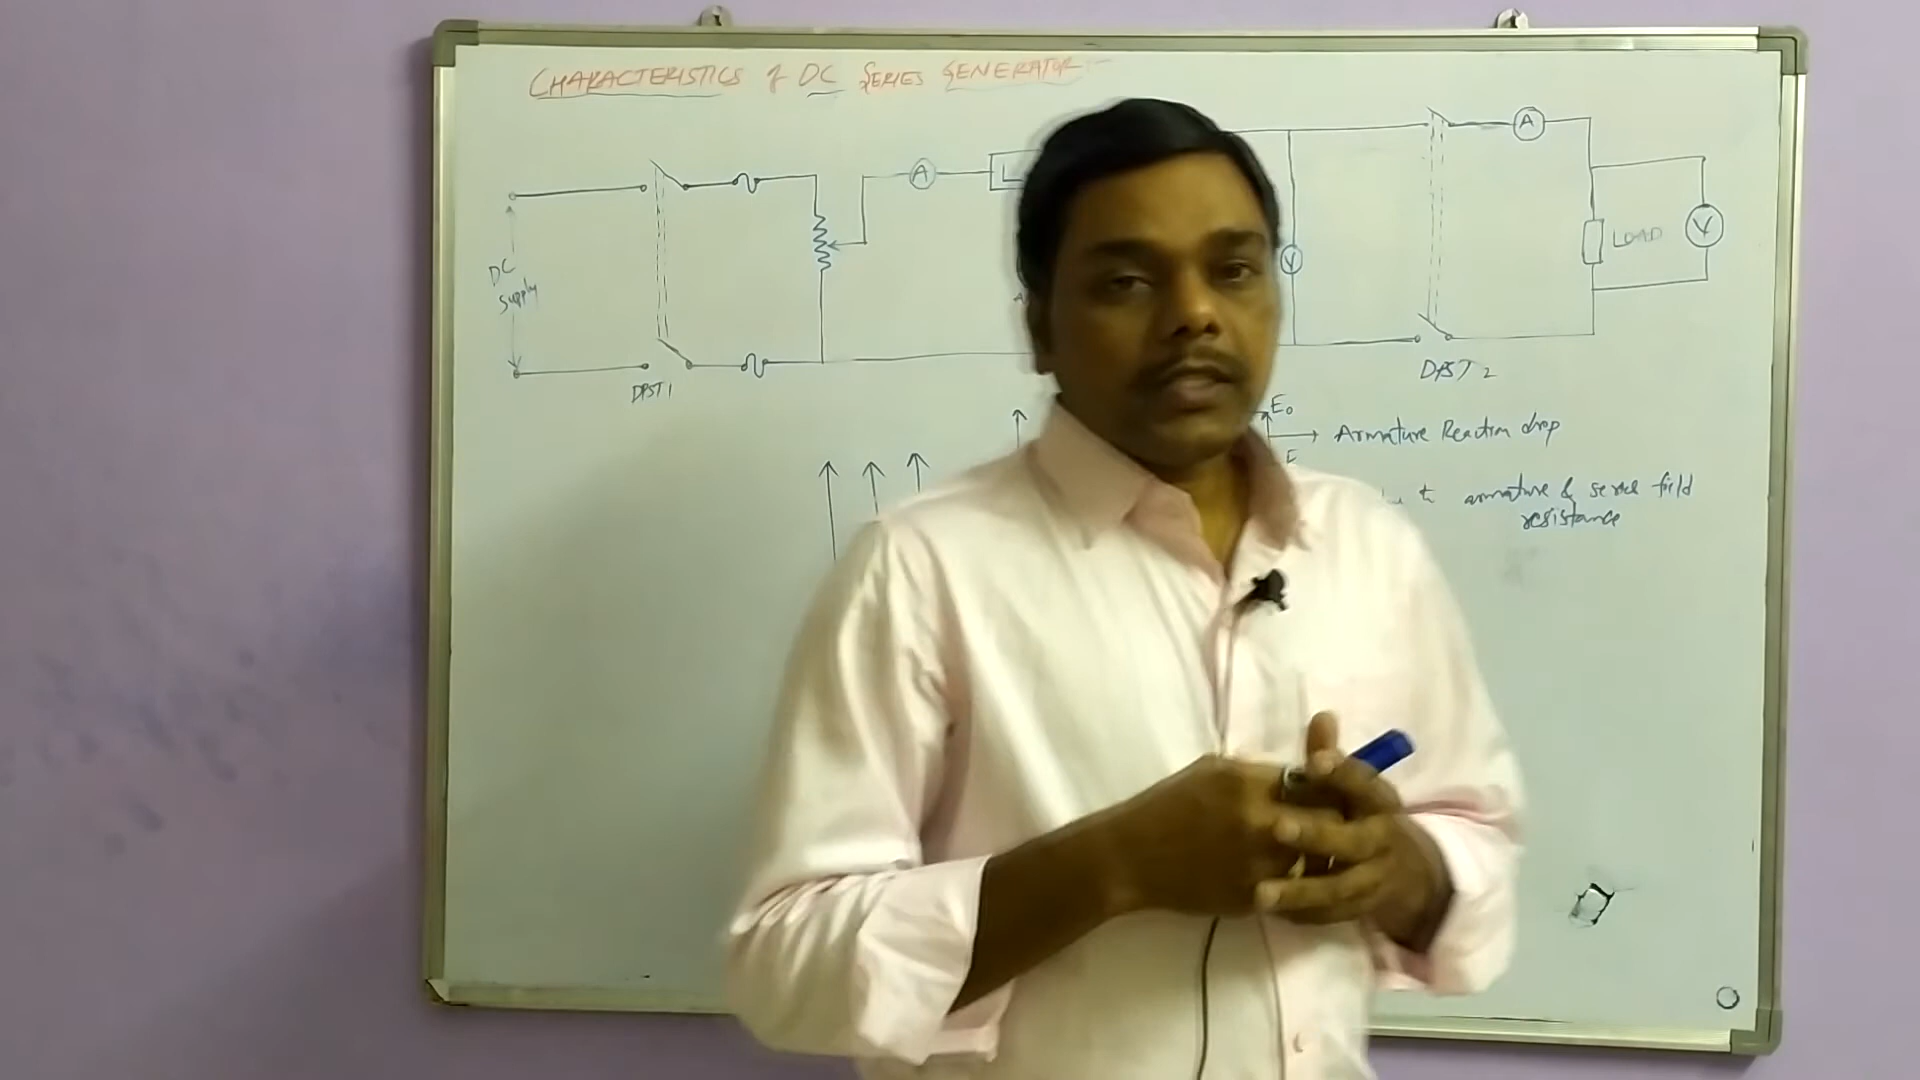 CHARACTERISTICS of DC SERIES GENERATOR:-
A
A
L
V
LOAD
V
DC
supply
A
DPST 1
DPST 2
E₀
Armature Reaction drop
E
to armature & series field
resistance